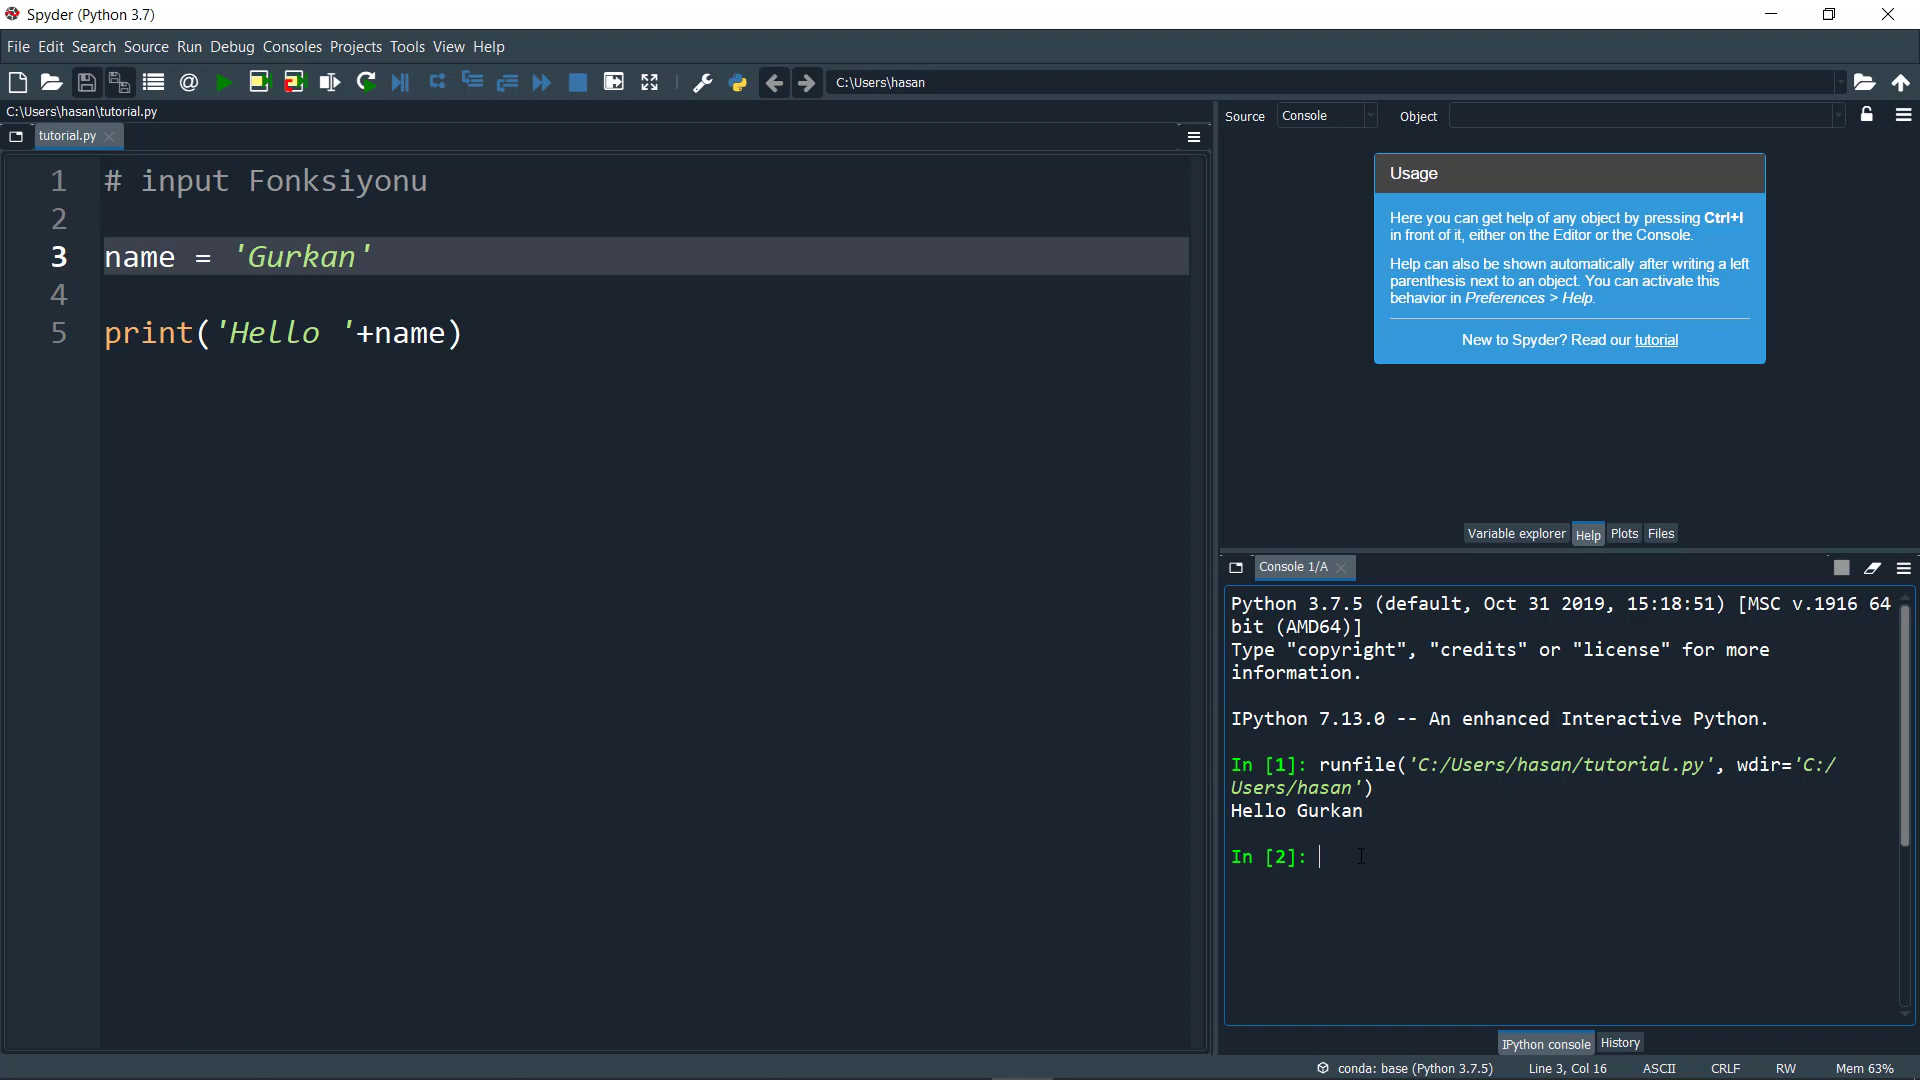 Spyder (Python 3.7)
File Edit Search Source Run Debug Consoles Projects Tools View Help
C:\Users\hasan
C:\Users\hasan\tutorial.py
tutorial.py
1 # input Fonksiyonu
2
3 name = 'Gurkan'
4
5 print('Hello '+name)
Source Console Object
Usage
Here you can get help of any object by pressing Ctrl+I
in front of it, either on the Editor or the Console.
Help can also be shown automatically after writing a left
parenthesis next to an object. You can activate this
behavior in Preferences > Help.
New to Spyder? Read our tutorial
Variable explorer Help Plots Files
Console 1/A
Python 3.7.5 (default, Oct 31 2019, 15:18:51) [MSC v.1916 64
bit (AMD64)]
Type "copyright", "credits" or "license" for more
information.
IPython 7.13.0 -- An enhanced Interactive Python.
In [1]: runfile('C:/Users/hasan/tutorial.py', wdir='C:/
Users/hasan')
Hello Gurkan
In [2]:
IPython console History
conda: base (Python 3.7.5) Line 3, Col 16 ASCII CRLF RW Mem 63%